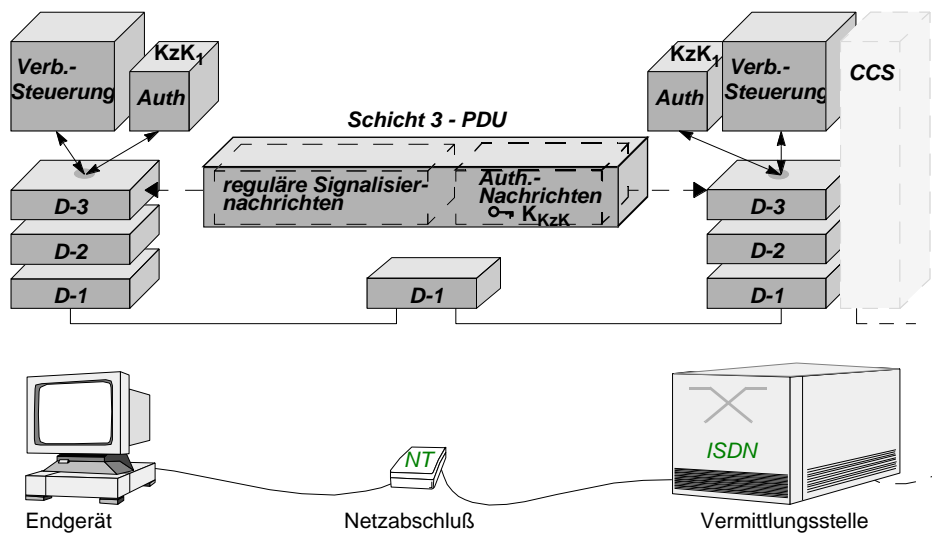 Verb.-
Steuerung
KzK1
Auth
Schicht 3 - PDU
reguläre Signalisier-
nachrichten
Auth.-
Nachrichten
KKzK
KzK1
Auth
Verb.-
Steuerung
CCS
D-3
D-2
D-1
D-1
D-3
D-2
D-1
NT
ISDN
Endgerät
Netzabschluß
Vermittlungsstelle